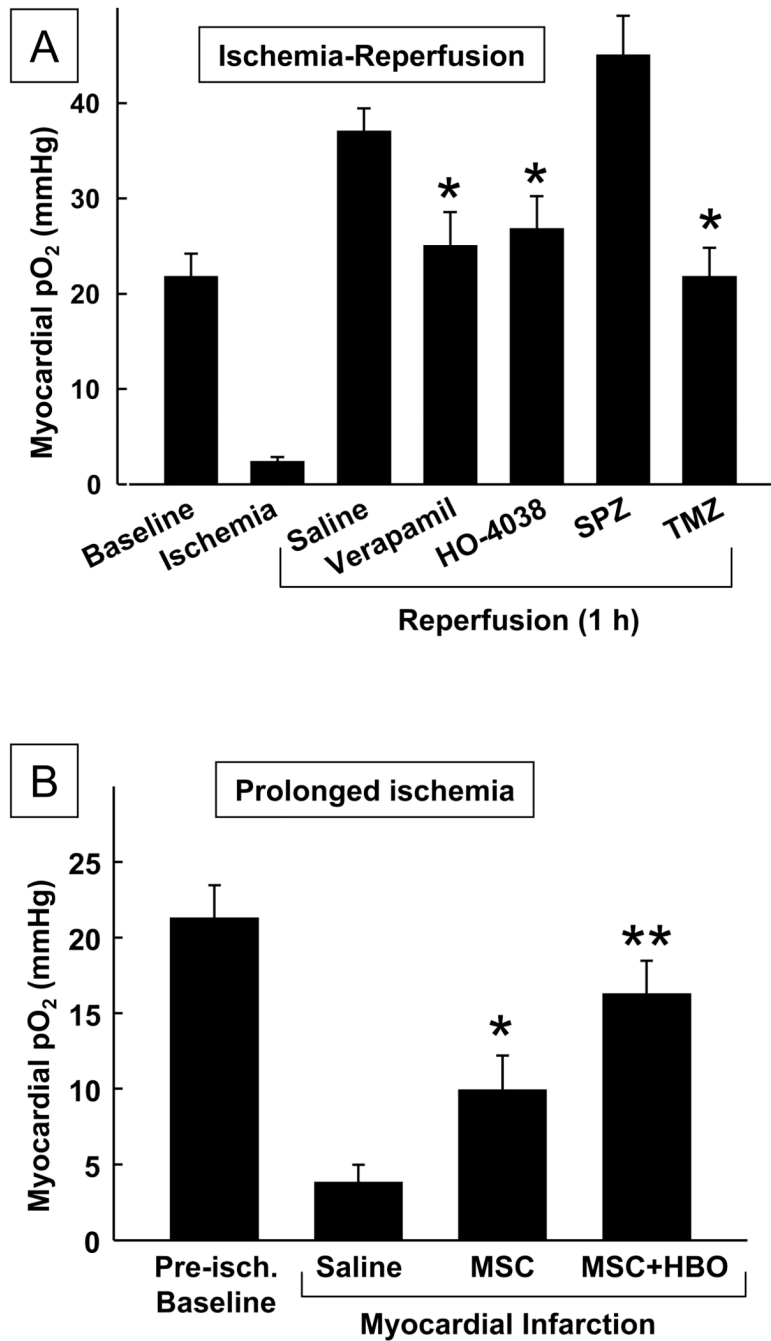 A
Ischemia-Reperfusion
Myocardial pO₂ (mmHg)
40
30
20
10
0
*
*
*
Baseline
Ischemia
Saline
Verapamil
HO-4038
SPZ
TMZ
Reperfusion (1 h)
B
Prolonged ischemia
Myocardial pO₂ (mmHg)
25
20
15
10
5
0
*
**
Pre-isch.
Baseline
Saline
MSC
MSC+HBO
Myocardial Infarction